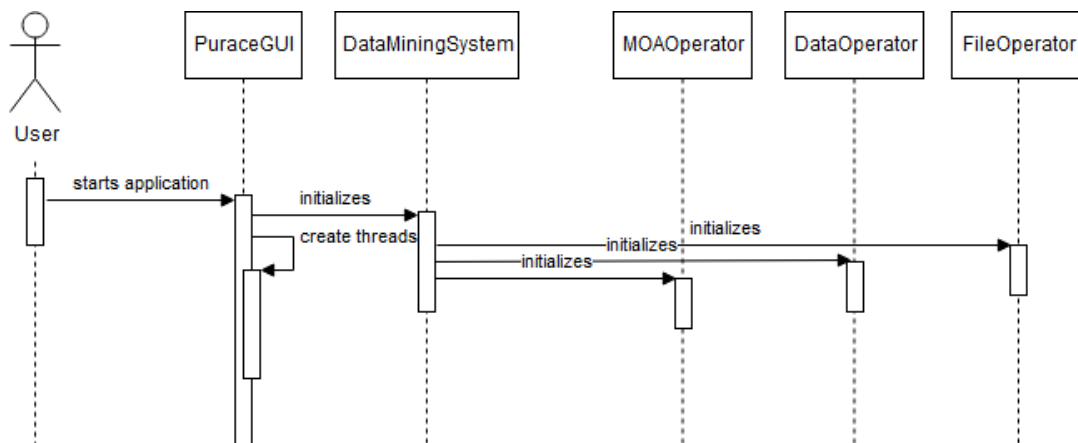 PuraceGUI
DataMiningSystem
MOAOperator
DataOperator
FileOperator
User
starts application
initializes
create threads
initializes
initializes
initializes